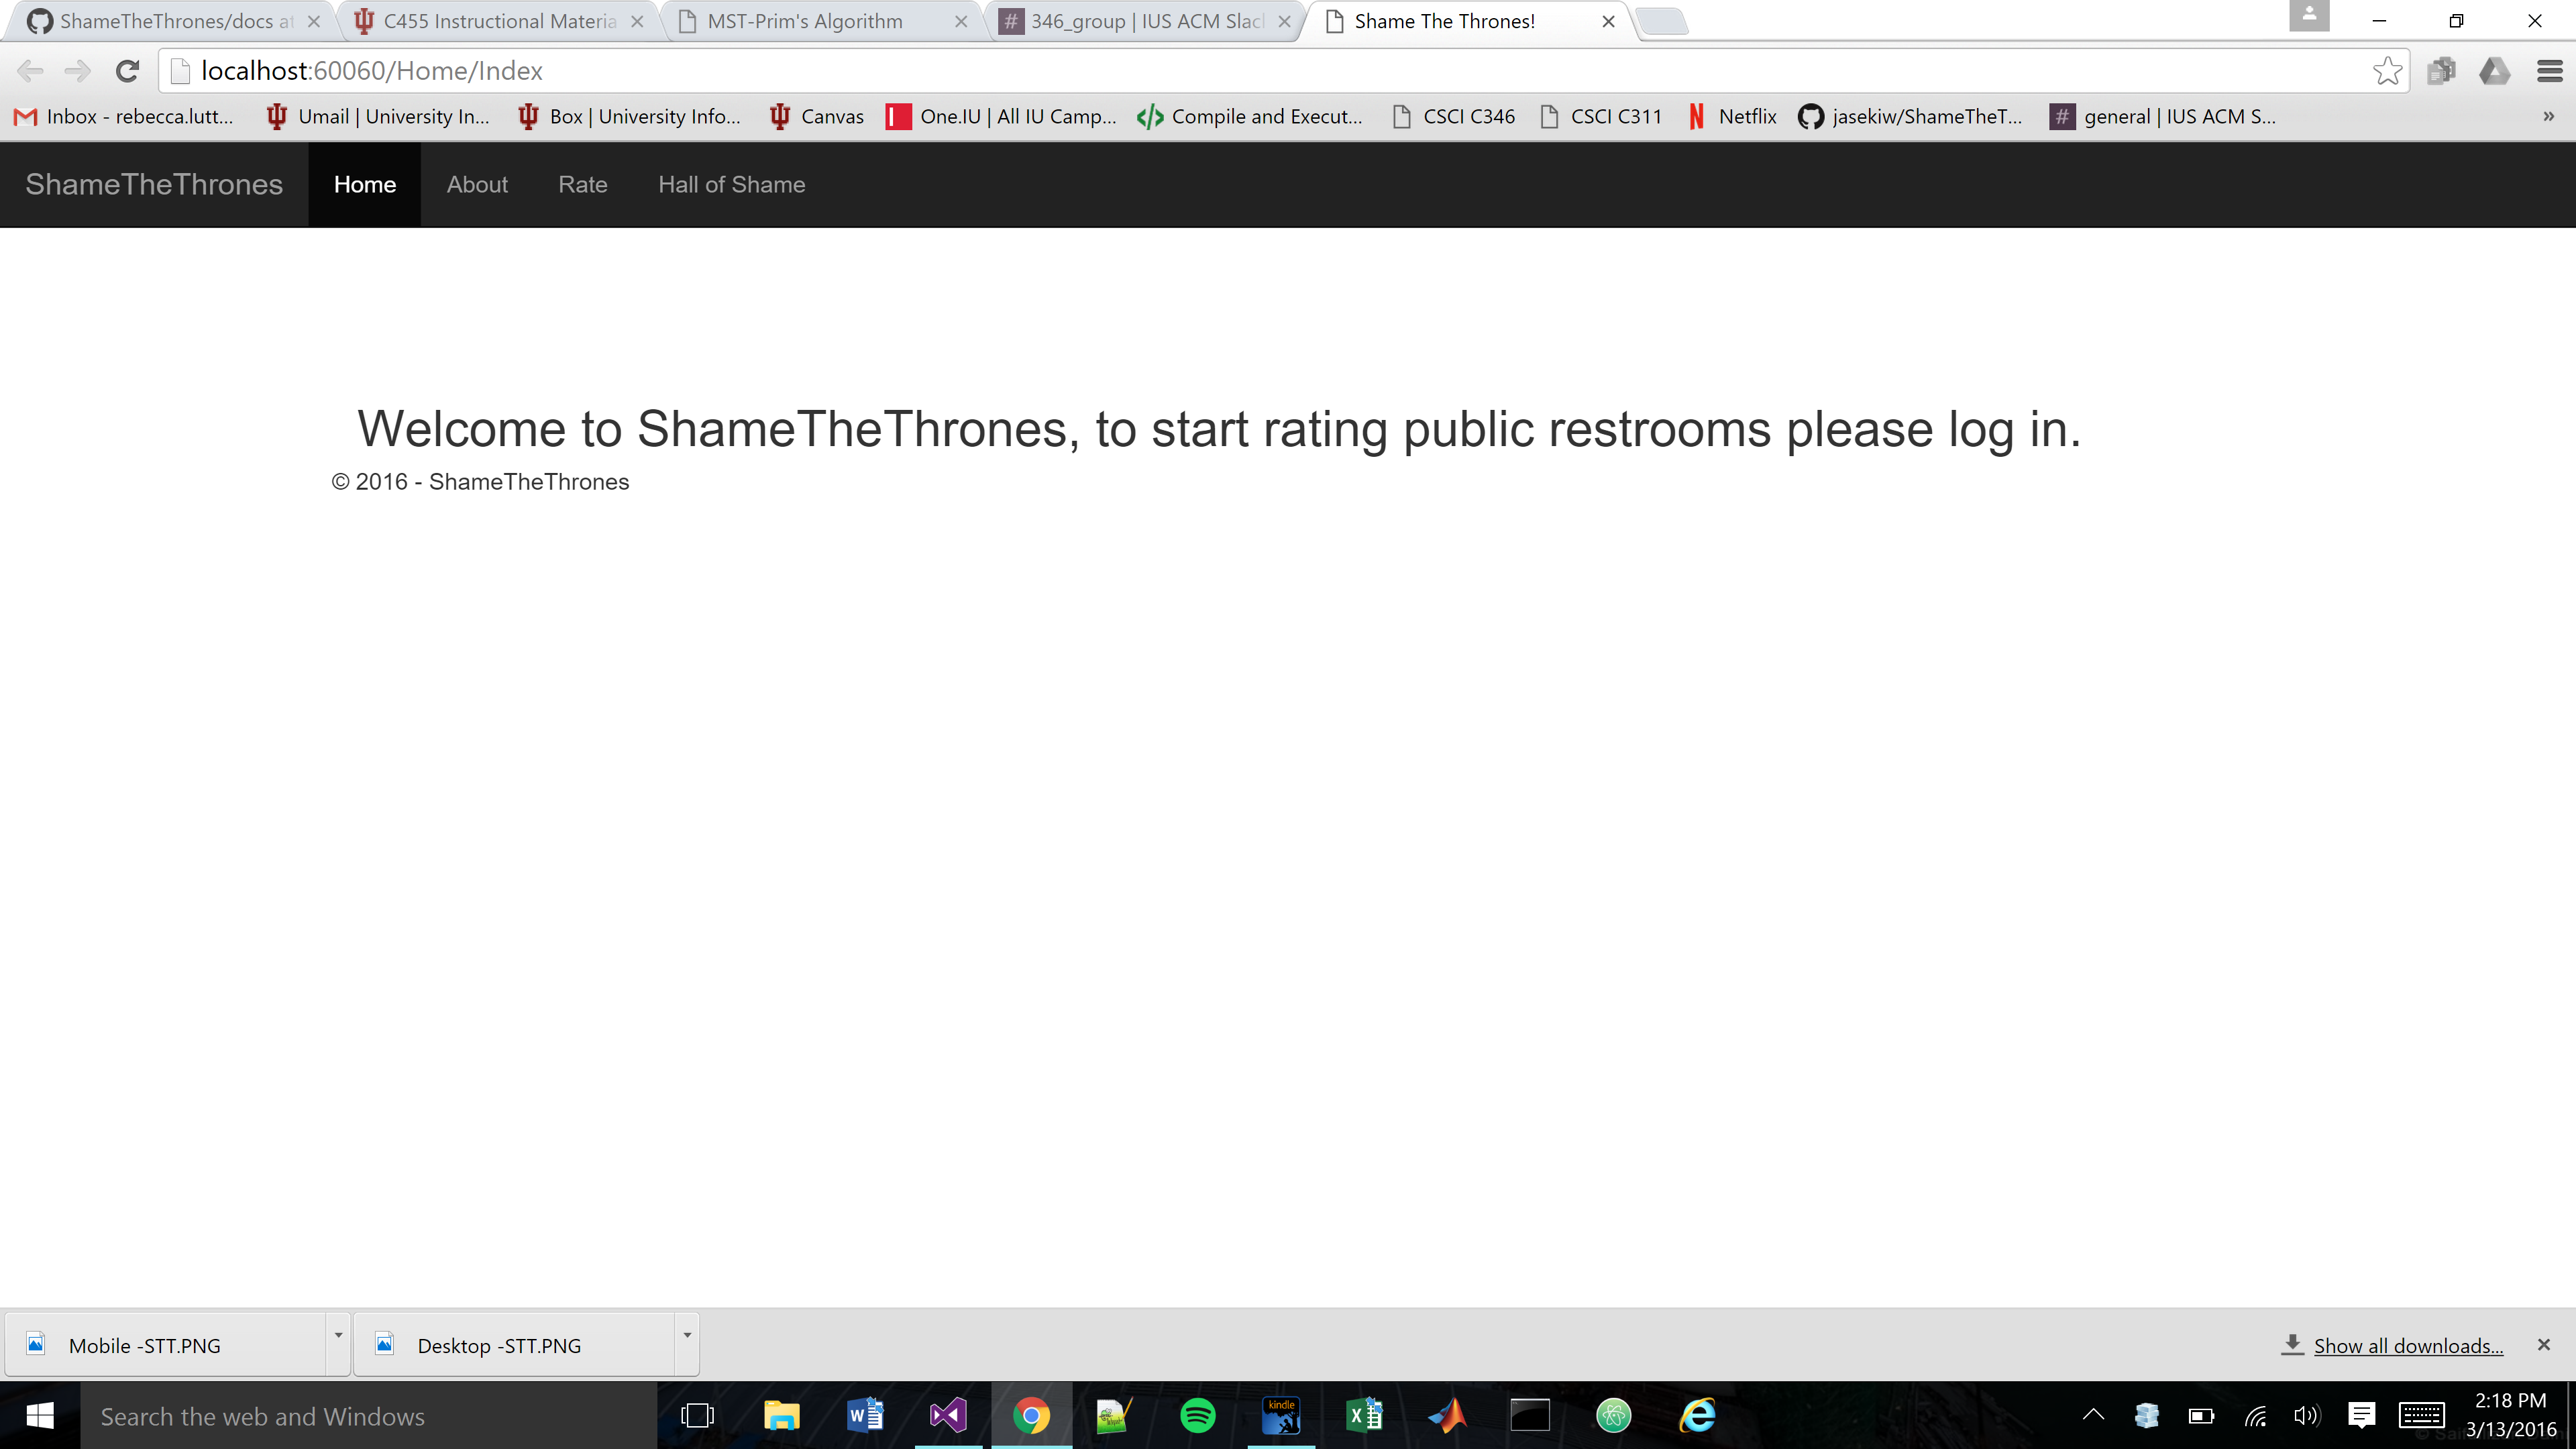 ShameTheThrones/docs at C455 Instructional Materia MST-Prim's Algorithm 346_group | IUS ACM Slac Shame The Thrones!
localhost:60060/Home/Index
Inbox - rebecca.lutt... Umail | University In... Box | University Info... Canvas One.IU | All IU Camp... Compile and Execut... CSCI C346 CSCI C311 Netflix jasekiw/ShameTheT... general | IUS ACM S... »
ShameTheThrones Home About Rate Hall of Shame
Welcome to ShameTheThrones, to start rating public restrooms please log in.
© 2016 - ShameTheThrones
Mobile -STT.PNG Desktop -STT.PNG Show all downloads...
Search the web and Windows kindle 2:18 PM
3/13/2016